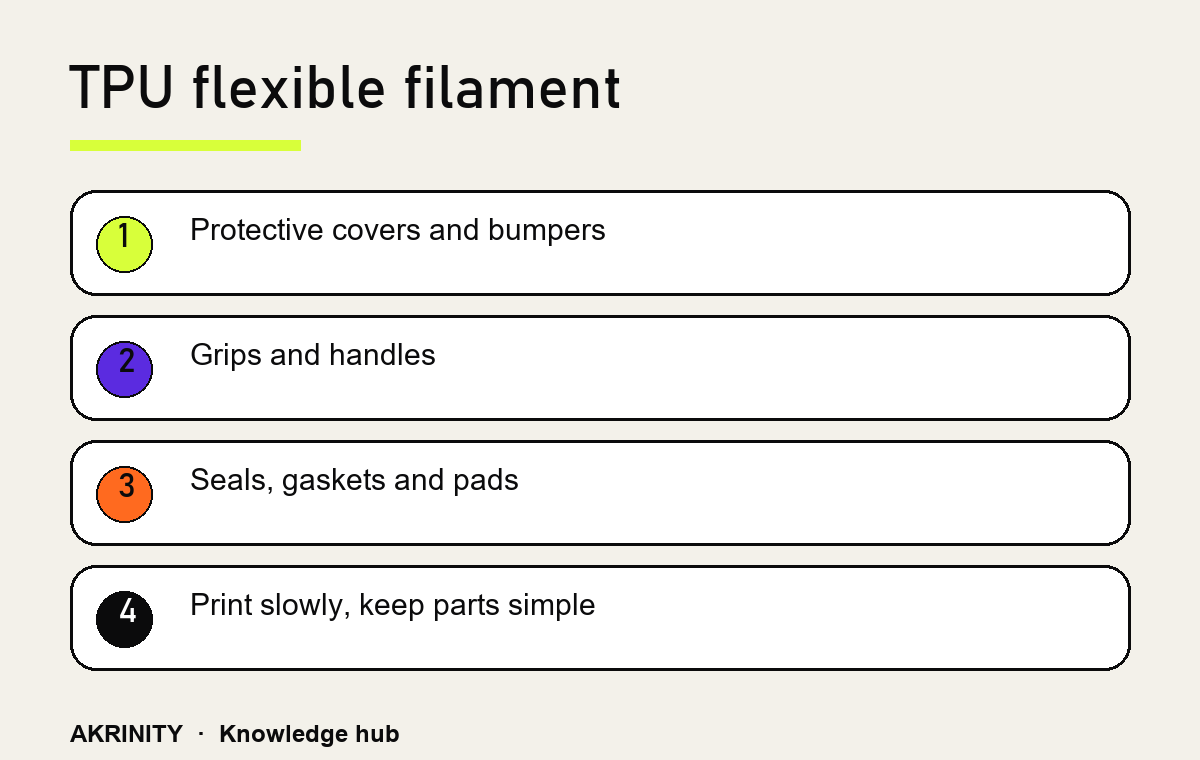 TPU flexible filament
1 Protective covers and bumpers
2 Grips and handles
3 Seals, gaskets and pads
4 Print slowly, keep parts simple
AKRINITY · Knowledge hub